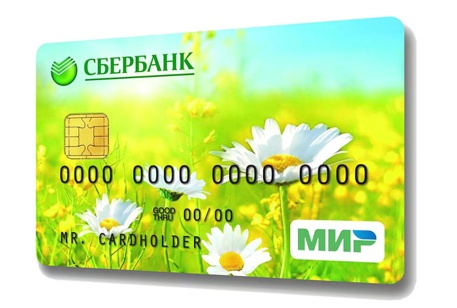 СБЕРБАНК
0000 0000 0000 0000
GOOD
THRU 00/00
MR. CARDHOLDER
МИР